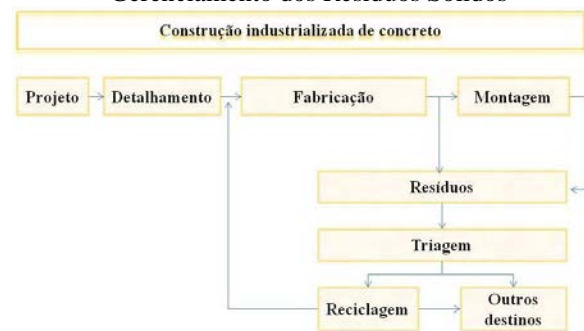 Gerenciamento dos Resíduos Sólidos
Construção industrializada de concreto
Projeto
Detalhamento
Fabricação
Montagem
Resíduos
Triagem
Reciclagem
Outros
destinos